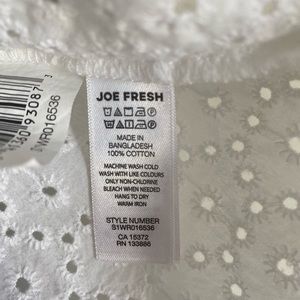 JOE FRESH
MADE IN
BANGLADESH
100% COTTON
MACHINE WASH COLD
WASH WITH LIKE COLOURS
ONLY NON-CHLORINE
BLEACH WHEN NEEDED
HANG TO DRY
WARM IRON
STYLE NUMBER
S1WR016536
CA 15372
RN 133886
S1WR016536